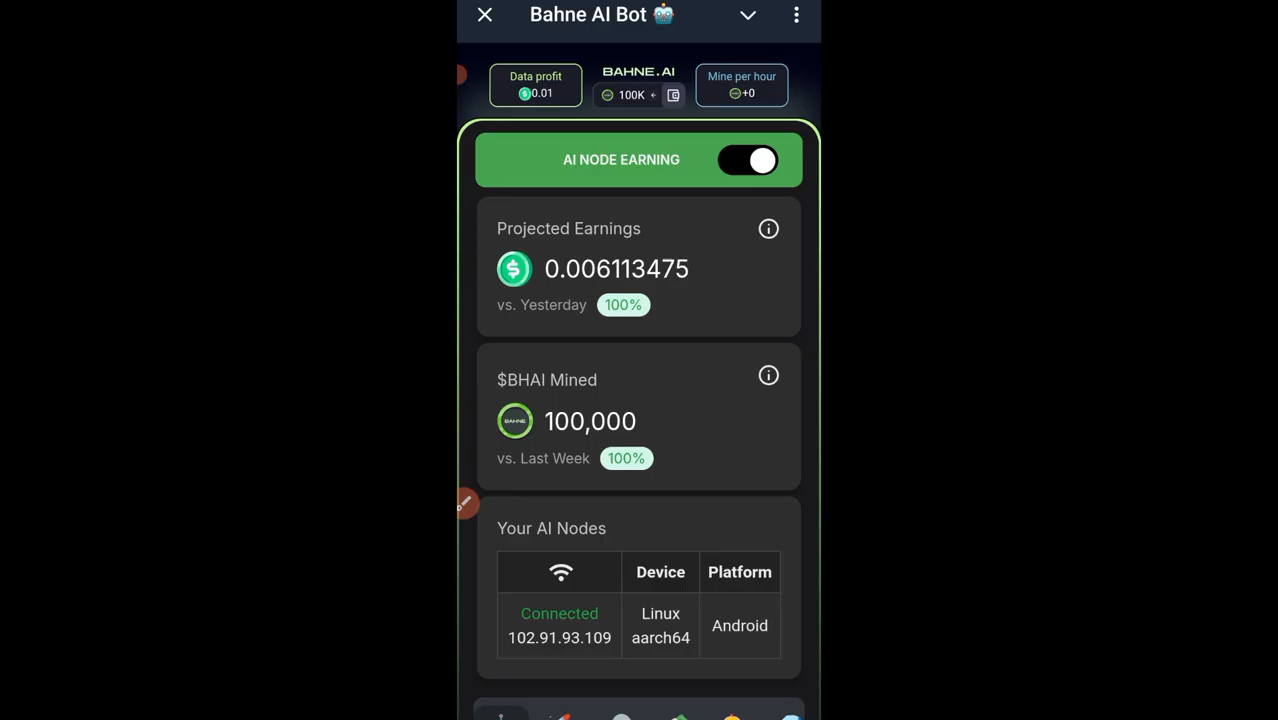 Bahne AI Bot 🤖
Data profit
0.01
BAHNE.AI
100K
Mine per hour
+0
AI NODE EARNING
Projected Earnings
$ 0.006113475
vs. Yesterday 100%
$BHAI Mined
BAHNE 100,000
vs. Last Week 100%
Your AI Nodes
Device Platform
Connected
102.91.93.109
Linux
aarch64
Android